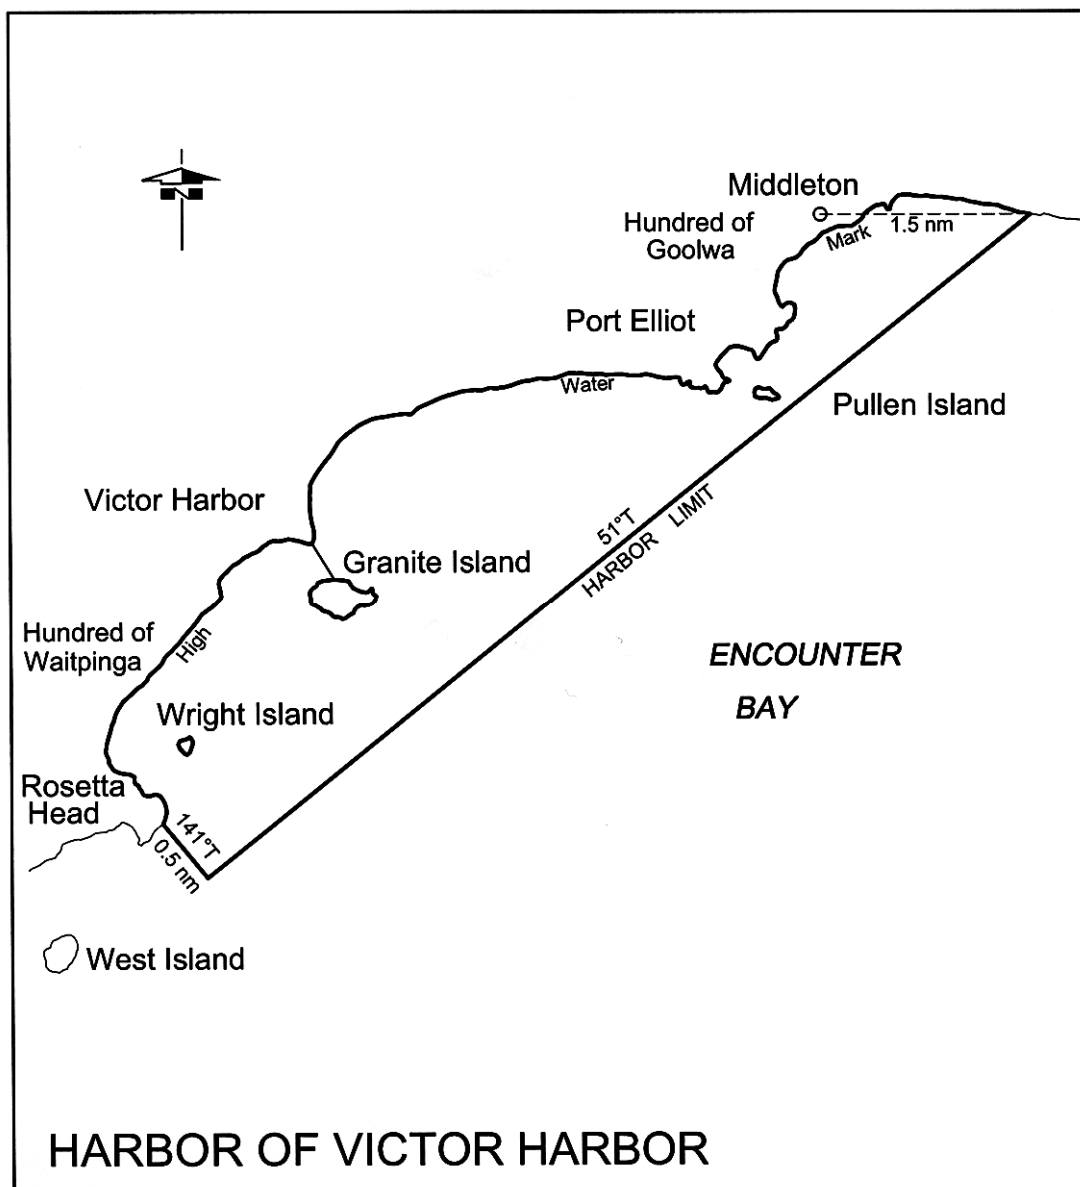 N
Middleton
Hundred of
Goolwa
Mark
1.5 nm
Port Elliot
Water
Pullen Island
Victor Harbor
51°T
HARBOR LIMIT
Granite Island
Hundred of
Waitpinga
High
ENCOUNTER
BAY
Wright Island
Rosetta
Head
141°T
0.5 nm
West Island
HARBOR OF VICTOR HARBOR